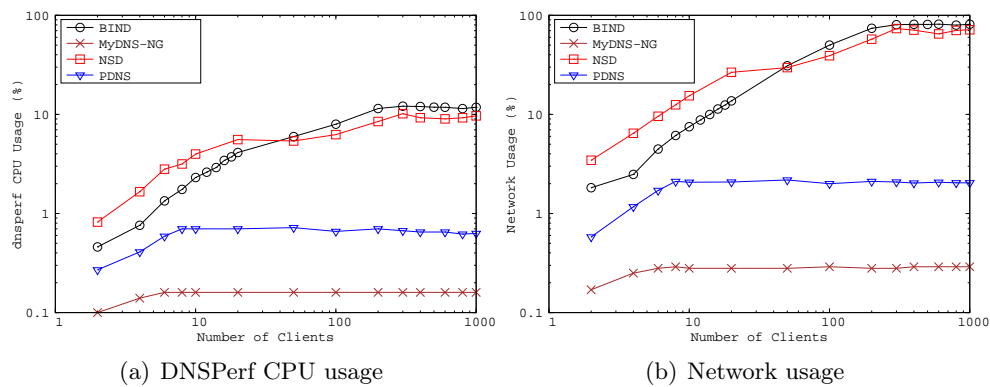 100
10
1
0.1
1
10
100
1000
dnsperf CPU Usage (%)
Number of Clients
BIND
MyDNS-NG
NSD
PDNS
(a) DNSPerf CPU usage
100
10
1
0.1
1
10
100
1000
Network Usage (%)
Number of Clients
BIND
MyDNS-NG
NSD
PDNS
(b) Network usage